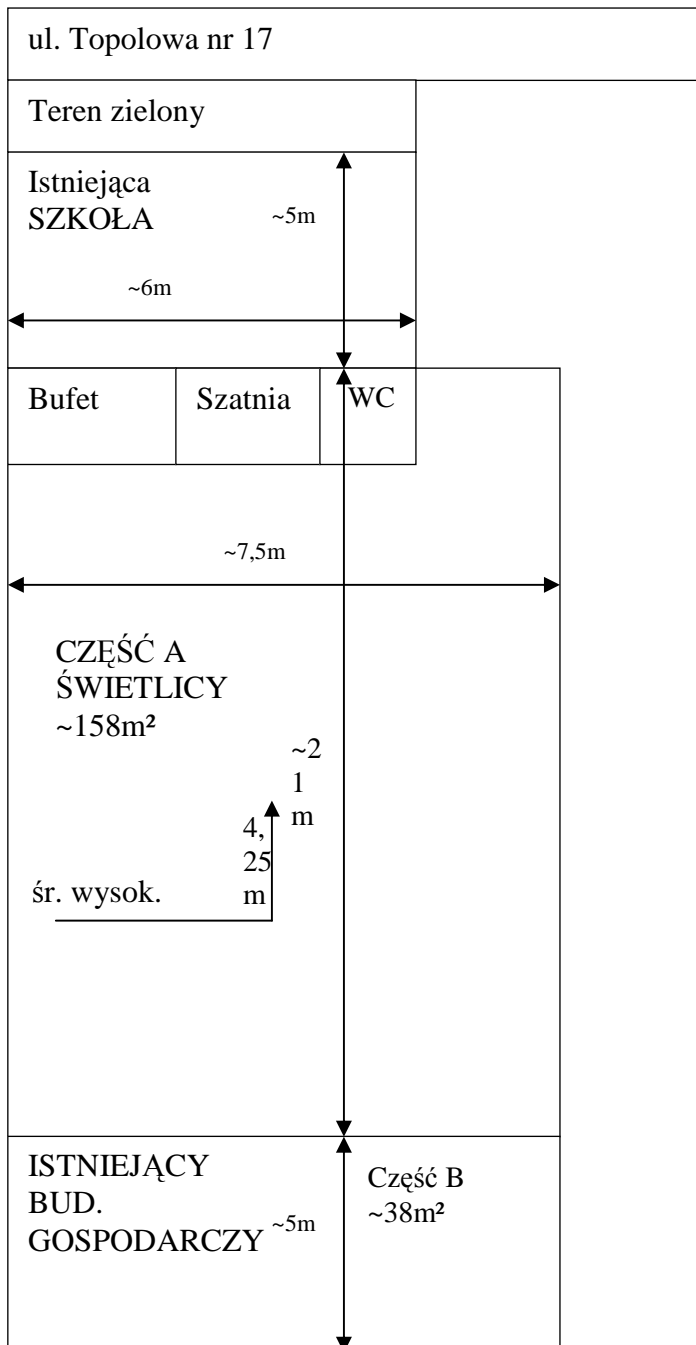 ul. Topolowa nr 17
Teren zielony
Istniejąca
SZKOŁA
~5m
~6m
Bufet
Szatnia
WC
~7,5m
CZĘŚĆ A
ŚWIETLICY
~158m²
~2
1
m
4,
25
m
śr. wysok.
ISTNIEJĄCY
BUD.
GOSPODARCZY
~5m
Część B
~38m²